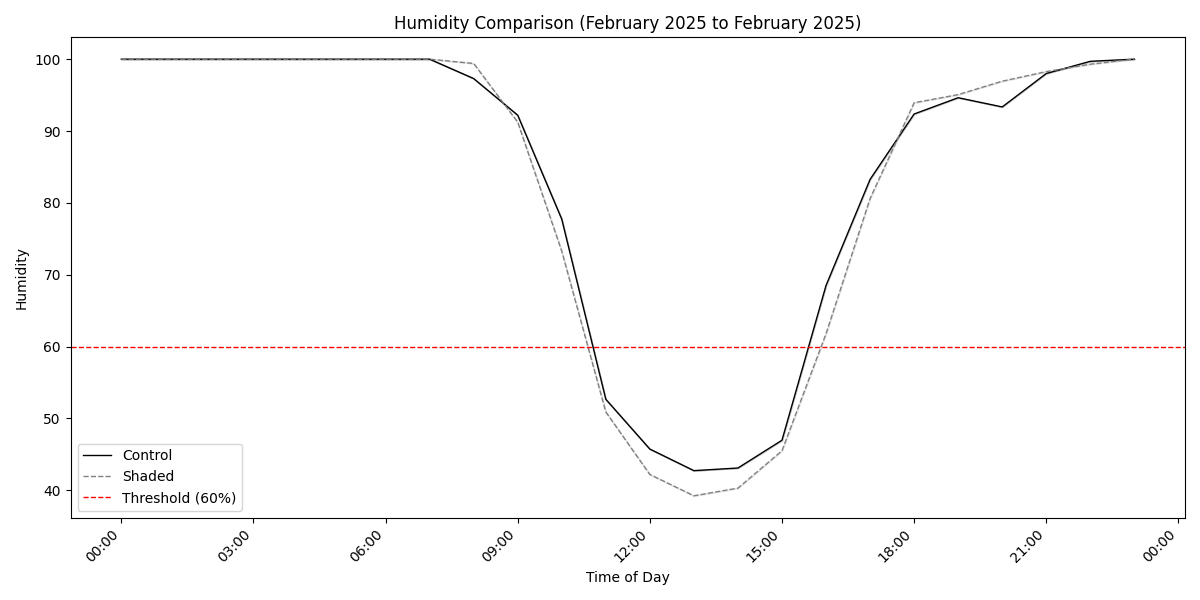 Humidity Comparison (February 2025 to February 2025)
Humidity
100
90
80
70
60
50
40
Control
Shaded
Threshold (60%)
00:00
03:00
06:00
09:00
12:00
15:00
18:00
21:00
00:00
Time of Day